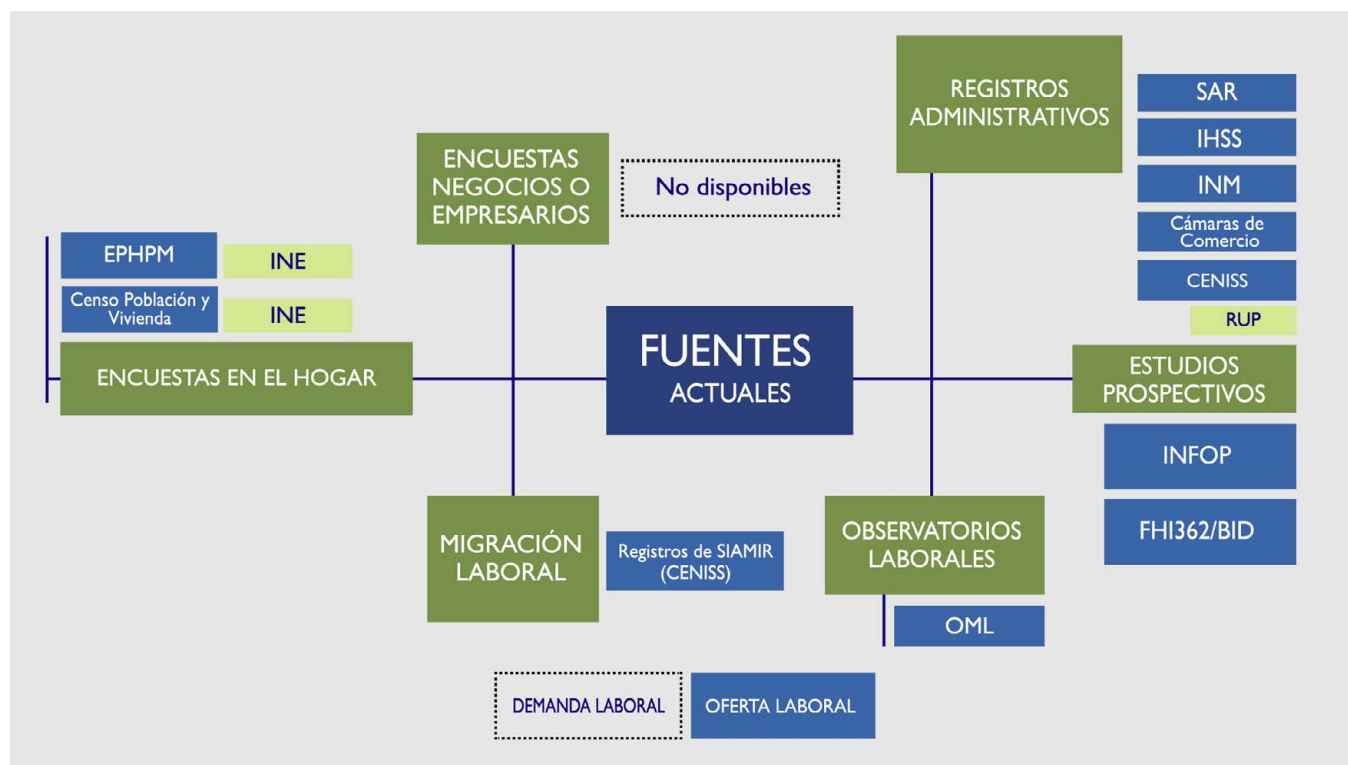 REGISTROS
ADMINISTRATIVOS
SAR
IHSS
INM
Cámaras de
Comercio
CENISS
RUP
ENCUESTAS
NEGOCIOS O
EMPRESARIOS
No disponibles
EPHPM
INE
Censo Población y
Vivienda
INE
ENCUESTAS EN EL HOGAR
FUENTES
ACTUALES
ESTUDIOS
PROSPECTIVOS
INFOP
FHI362/BID
MIGRACIÓN
LABORAL
Registros de SIAMIR
(CENISS)
OBSERVATORIOS
LABORALES
OML
DEMANDA LABORAL
OFERTA LABORAL